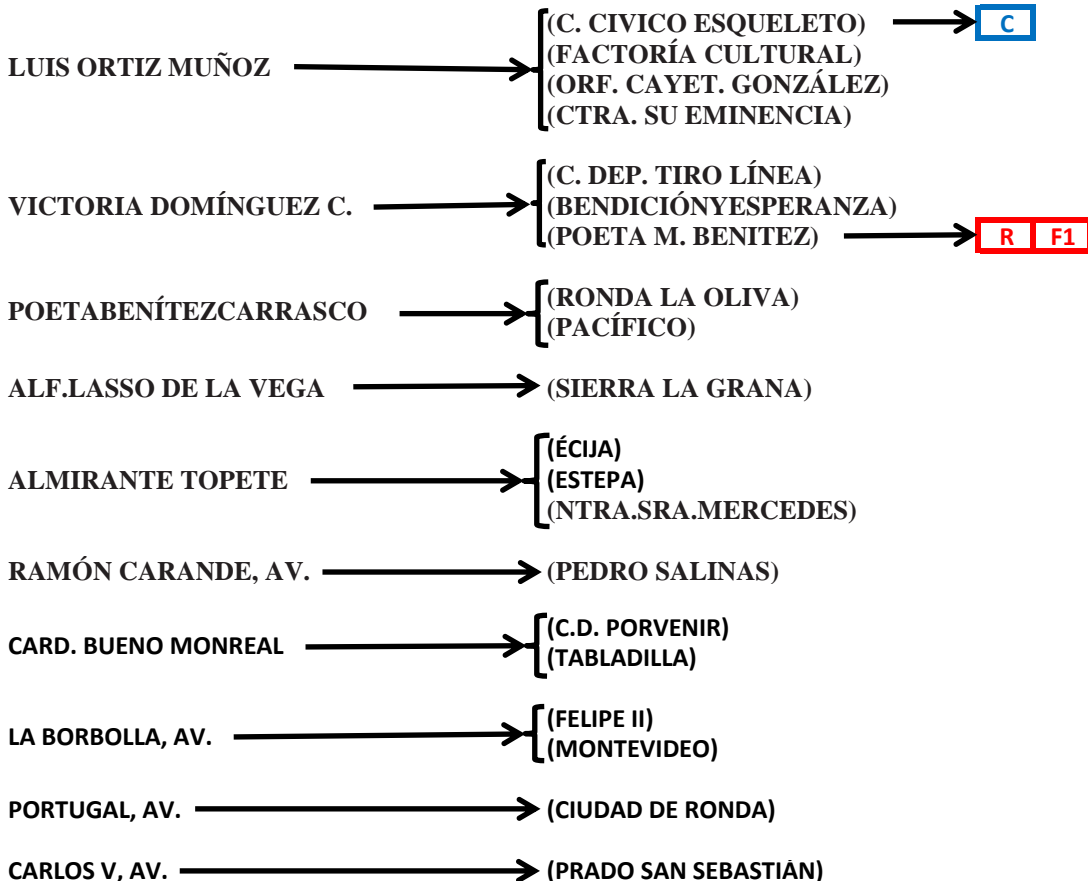 (C. CIVICO ESQUELETO) C
LUIS ORTIZ MUÑOZ
(FACTORÍA CULTURAL)
(ORF. CAYET. GONZÁLEZ)
(CTRA. SU EMINENCIA)
(C. DEP. TIRO LÍNEA)
VICTORIA DOMÍNGUEZ C.
(BENDICIÓNYESPERANZA)
(POETA M. BENITEZ) R F1
POETABENÍTEZCARRASCO
(RONDA LA OLIVA)
(PACÍFICO)
ALF.LASSO DE LA VEGA (SIERRA LA GRANA)
ALMIRANTE TOPETE
(ÉCIJA)
(ESTEPA)
(NTRA.SRA.MERCEDES)
RAMÓN CARANDE, AV. (PEDRO SALINAS)
CARD. BUENO MONREAL
(C.D. PORVENIR)
(TABLADILLA)
LA BORBOLLA, AV.
(FELIPE II)
(MONTEVIDEO)
PORTUGAL, AV. (CIUDAD DE RONDA)
CARLOS V, AV. (PRADO SAN SEBASTIÁN)